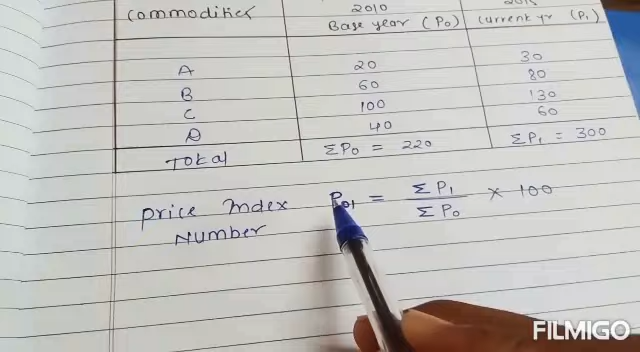 2010
Commodities Base year (P0) Current yr (P1)
A 20 30
B 60 80
C 100 130
D 40 60
Total ΣP0 = 220 ΣP1 = 300
Price Index P01 = ΣP1 / ΣP0 × 100
Number
FILMIGO